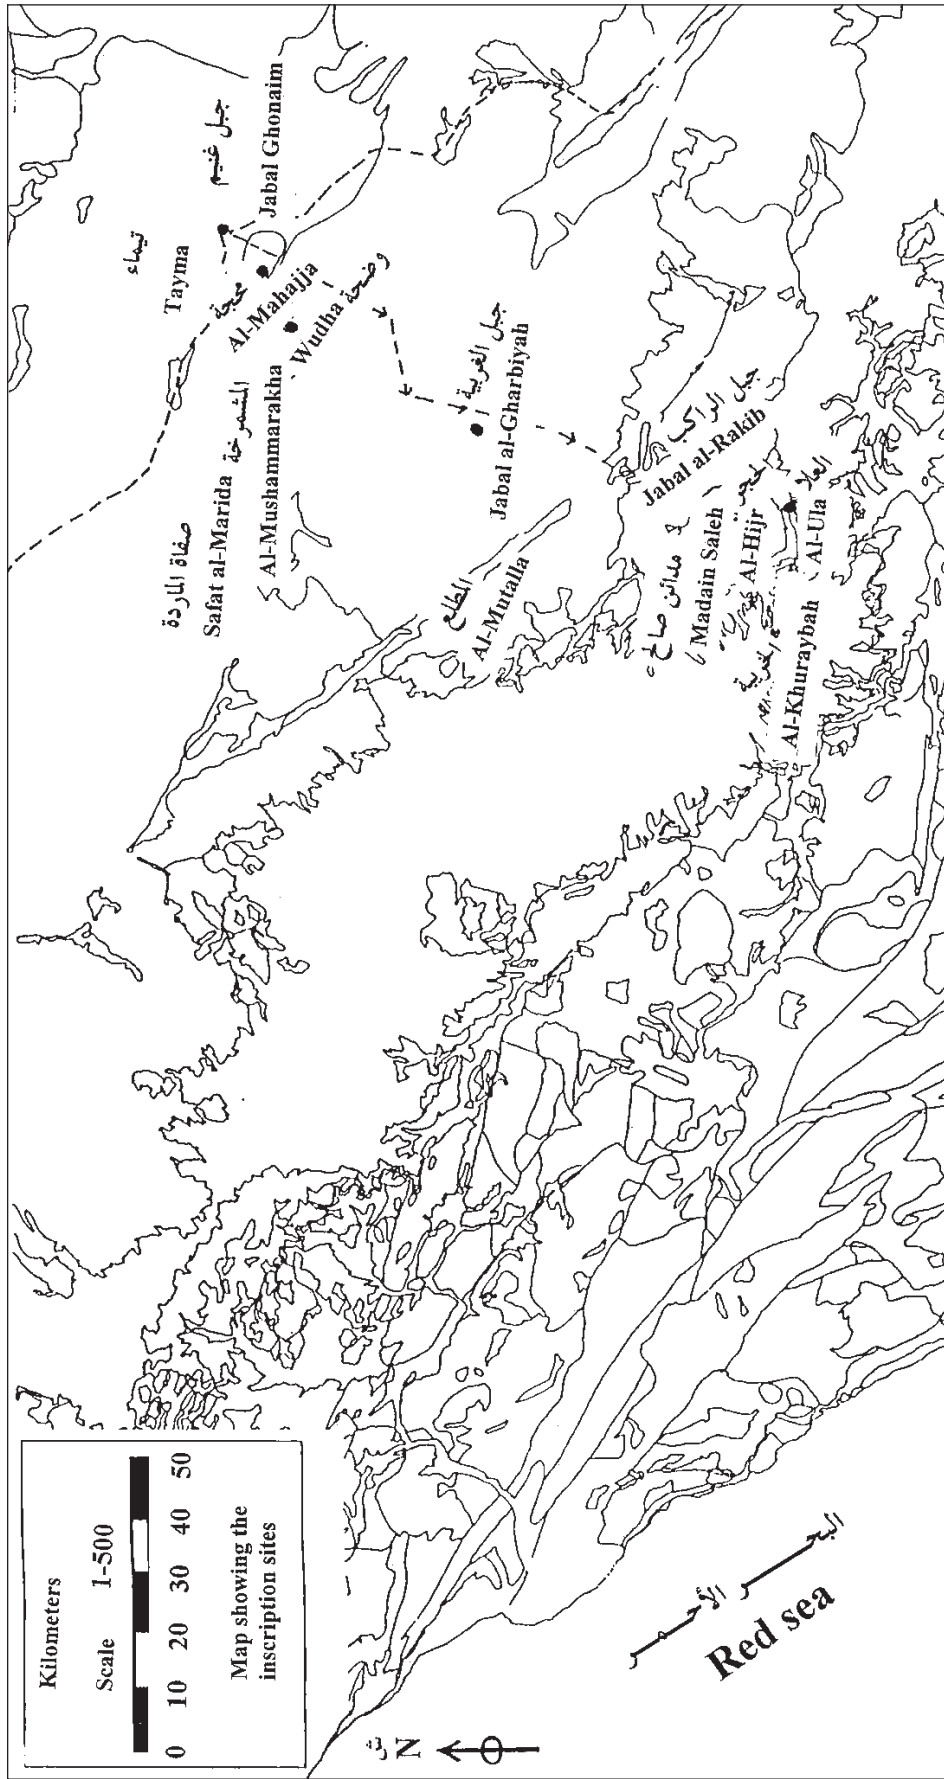 Kilometers
Scale 1-500
0 10 20 30 40 50
Map showing the
inscription sites
N
Red sea
البحر الأحمر
تيماء
Tayma
جبل غنيم
Jabal Ghonaim
محجة
Al-Mahajja
وضحة
Wudha
صفاة الماردة
Safat al-Marida
المشمرخة
Al-Mushammarakha
جبل الغربية
Jabal al-Gharbiyah
المطلع
Al-Mutalla
جبل الراكب
Jabal al-Rakib
مدائن صالح
Madain Saleh
الحجر
Al-Hijr
العلا
Al-Ula
الخريبة
Al-Khuraybah